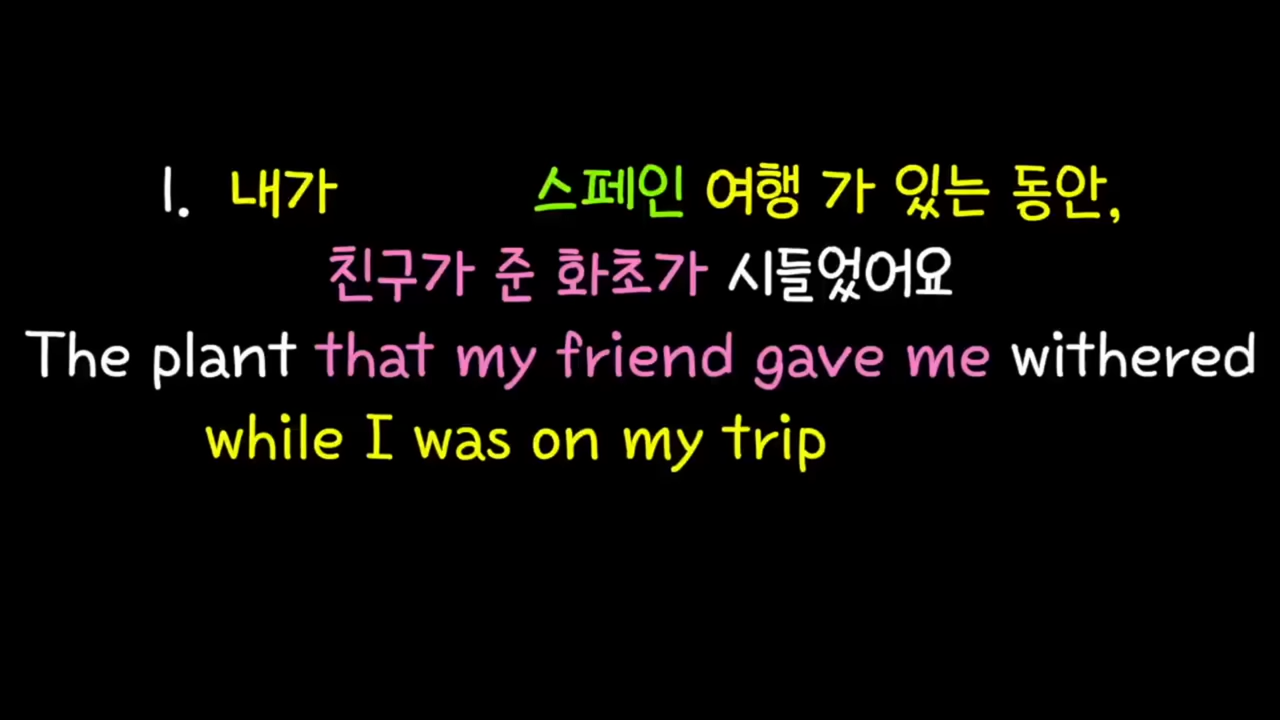 1. 내가 스페인 여행 가 있는 동안,
친구가 준 화초가 시들었어요
The plant that my friend gave me withered
while I was on my trip